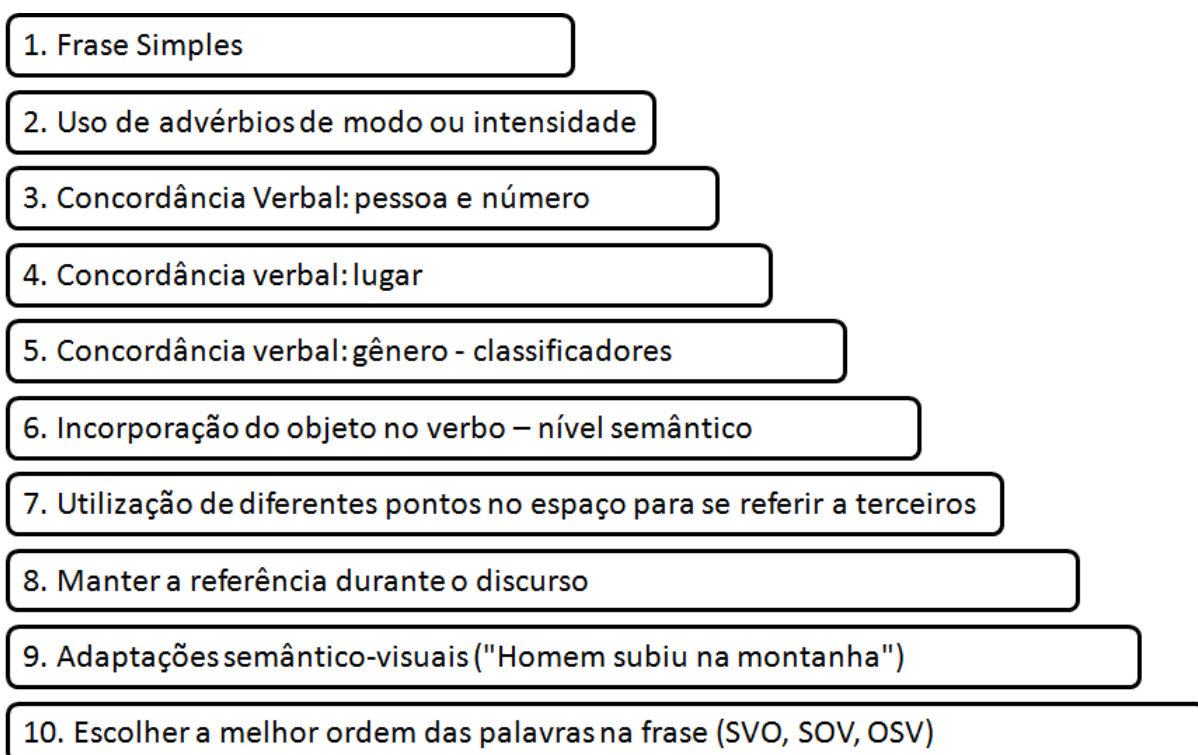 1. Frase Simples
2. Uso de advérbios de modo ou intensidade
3. Concordância Verbal: pessoa e número
4. Concordância verbal: lugar
5. Concordância verbal: gênero - classificadores
6. Incorporação do objeto no verbo – nível semântico
7. Utilização de diferentes pontos no espaço para se referir a terceiros
8. Manter a referência durante o discurso
9. Adaptações semântico-visuais ("Homem subiu na montanha")
10. Escolher a melhor ordem das palavras na frase (SVO, SOV, OSV)